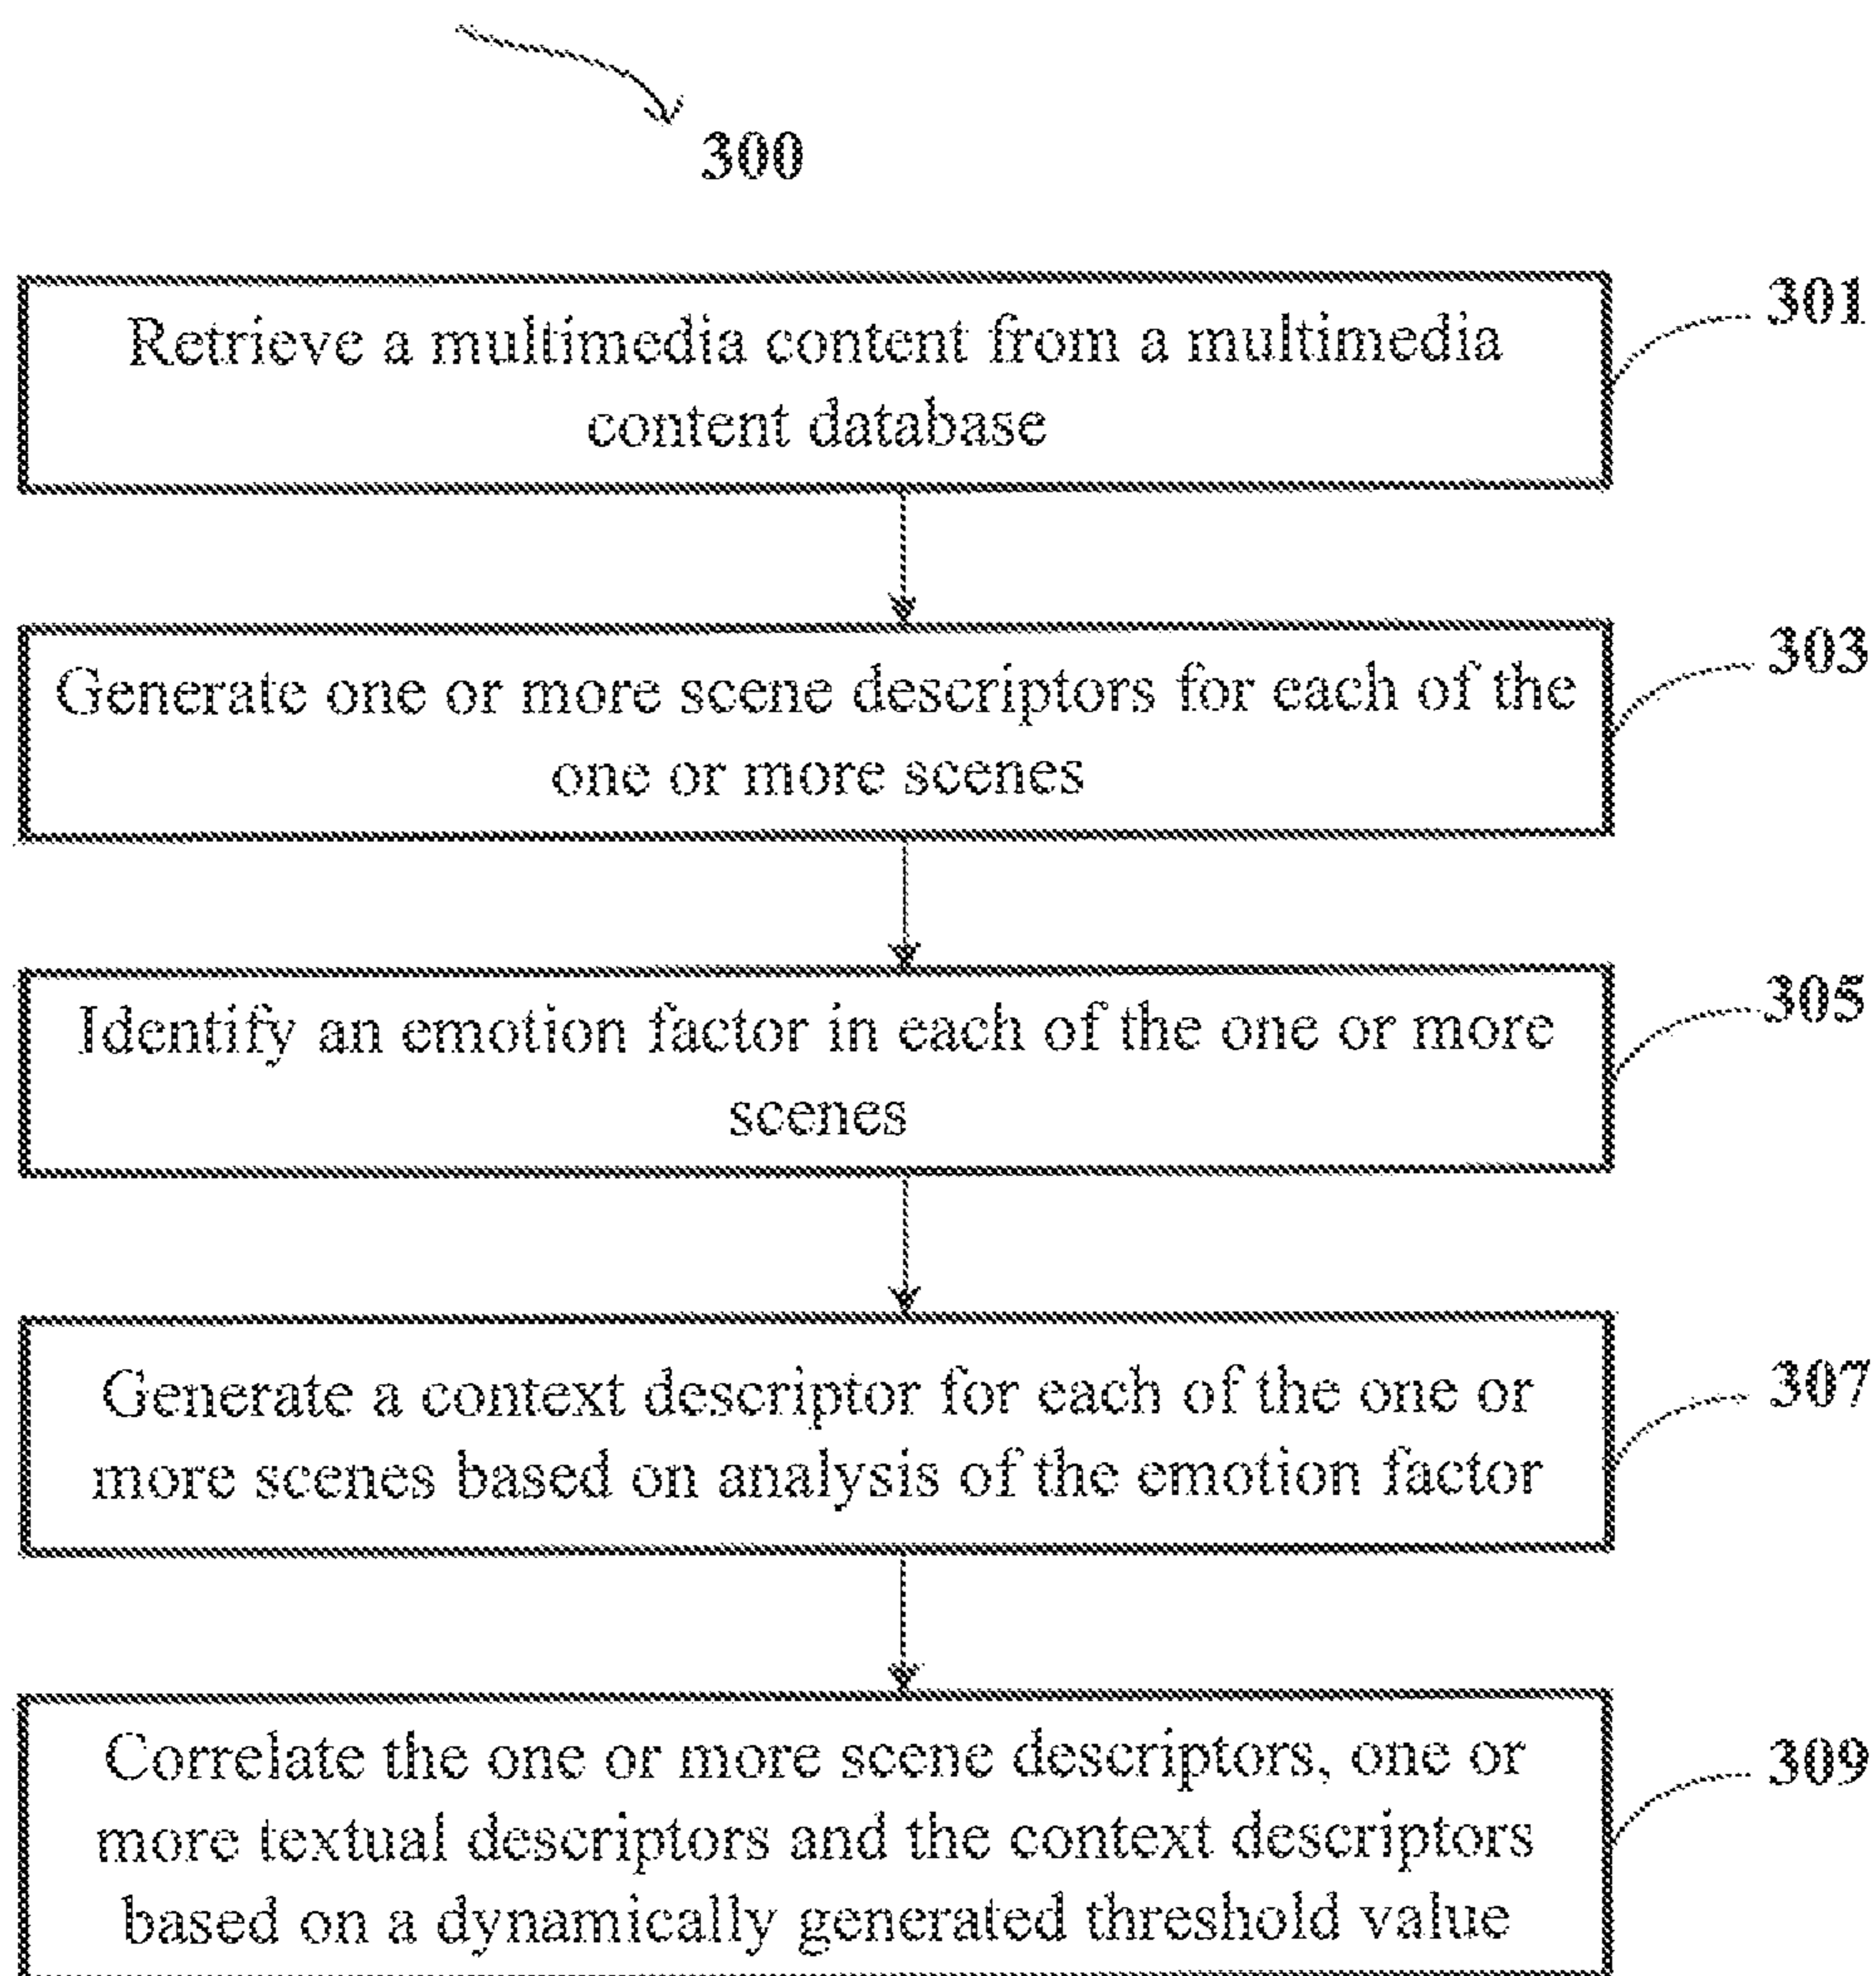 300
301
Retrieve a multimedia content from a multimedia
content database
303
Generate one or more scene descriptors for each of the
one or more scenes
305
Identify an emotion factor in each of the one or more
scenes
307
Generate a context descriptor for each of the one or
more scenes based on analysis of the emotion factor
309
Correlate the one or more scene descriptors, one or
more textual descriptors and the context descriptors
based on a dynamically generated threshold value